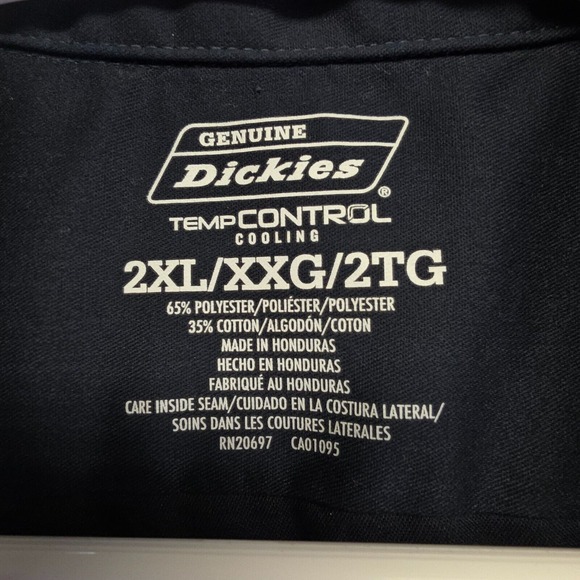 GENUINE
Dickies®
TEMPCONTROL
COOLING
2XL/XXG/2TG
65% POLYESTER/POLIÉSTER/POLYESTER
35% COTTON/ALGODÓN/COTON
MADE IN HONDURAS
HECHO EN HONDURAS
FABRIQUÉ AU HONDURAS
CARE INSIDE SEAM/CUIDADO EN LA COSTURA LATERAL/
SOINS DANS LES COUTURES LATERALES
RN20697 CA01095